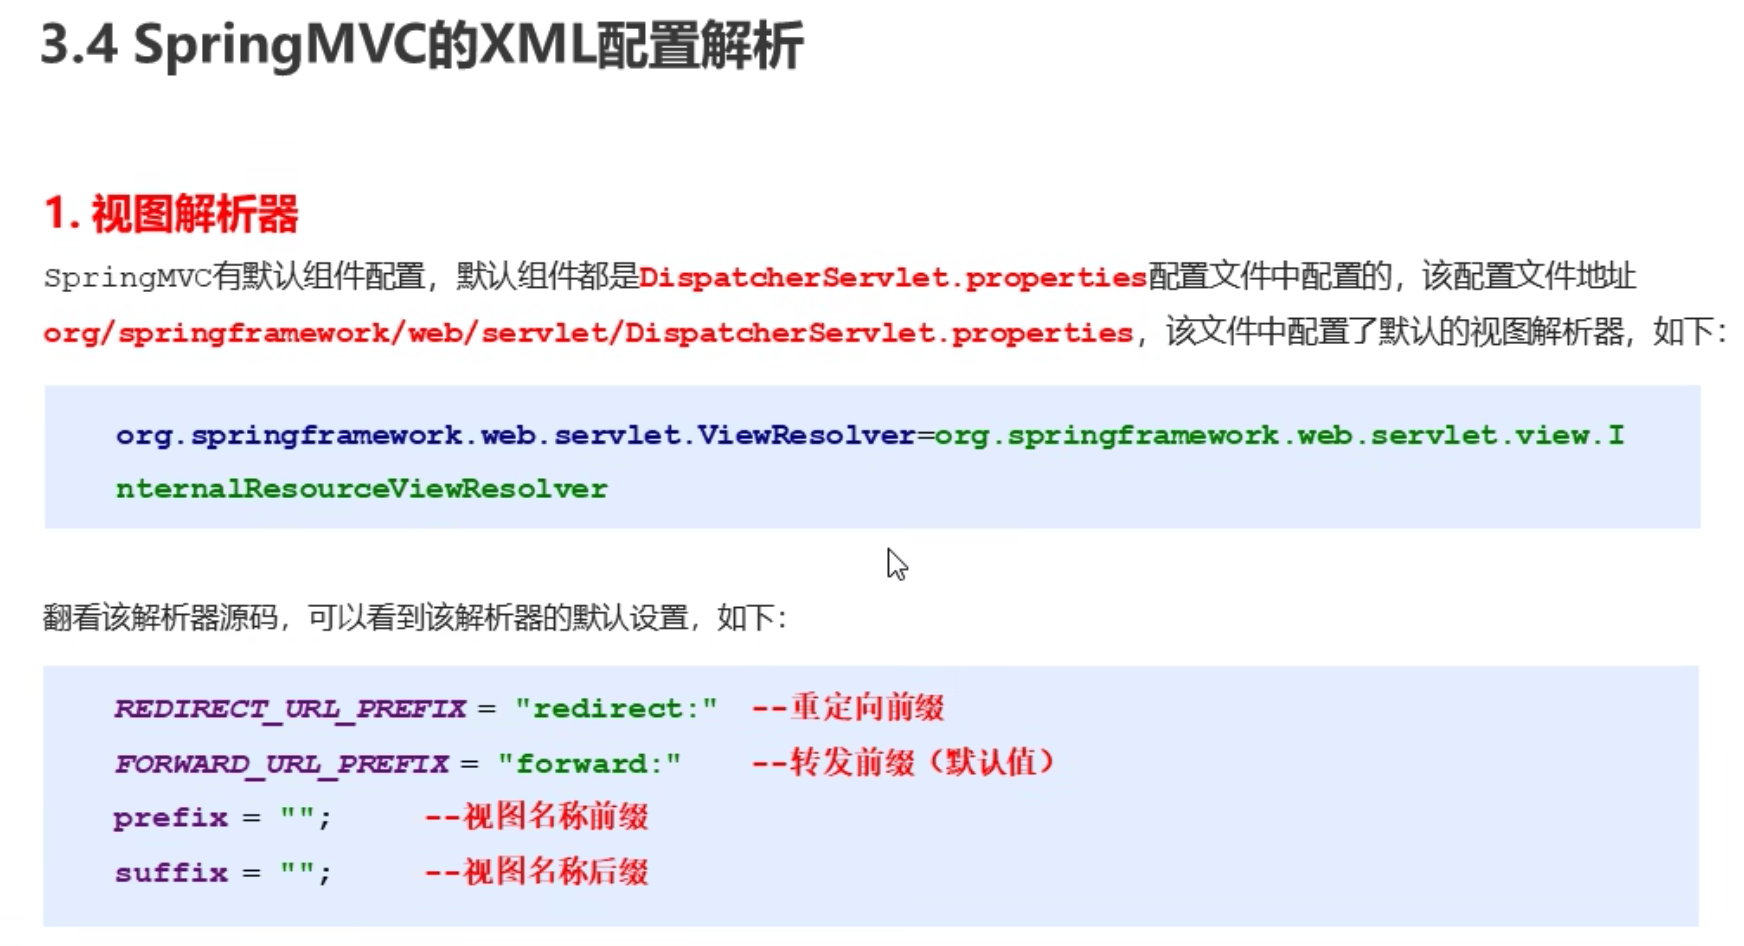 3.4 SpringMVC的XML配置解析
1. 视图解析器
SpringMVC有默认组件配置，默认组件都是DispatcherServlet.properties配置文件中配置的，该配置文件地址
org/springframework/web/servlet/DispatcherServlet.properties，该文件中配置了默认的视图解析器，如下：
org.springframework.web.servlet.ViewResolver=org.springframework.web.servlet.view.I
nternalResourceViewResolver
翻看该解析器源码，可以看到该解析器的默认设置，如下：
REDIRECT_URL_PREFIX = "redirect:" --重定向前缀
FORWARD_URL_PREFIX = "forward:" --转发前缀（默认值）
prefix = ""; --视图名称前缀
suffix = ""; --视图名称后缀